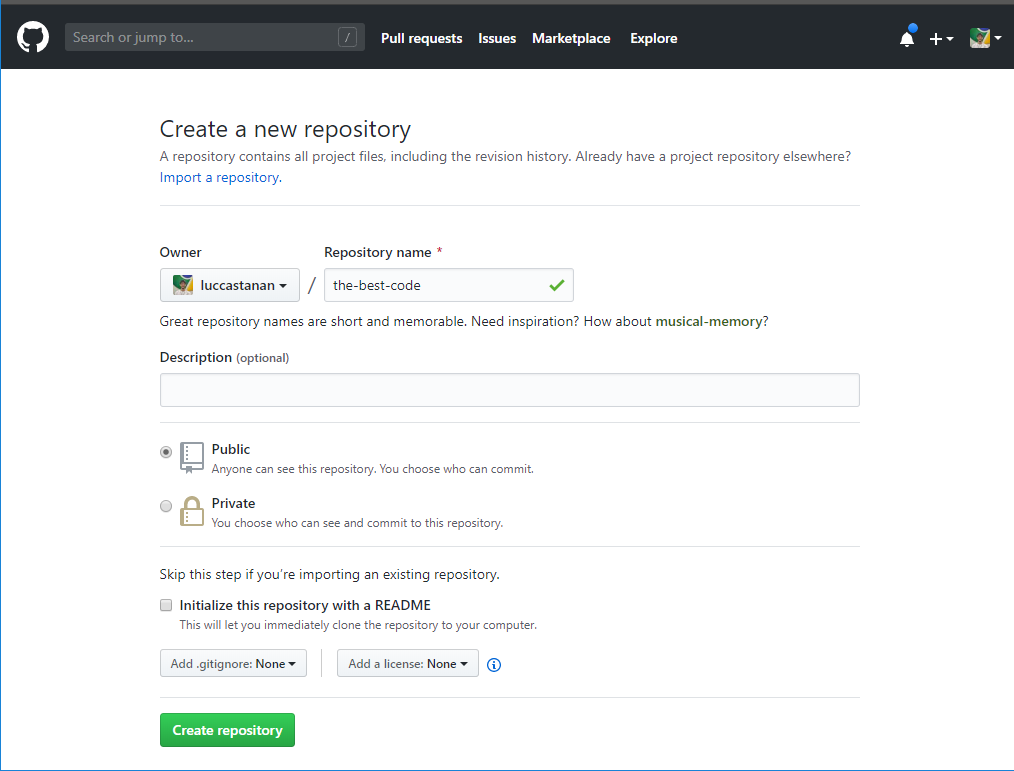 Search or jump to... / Pull requests Issues Marketplace Explore
Create a new repository
A repository contains all project files, including the revision history. Already have a project repository elsewhere?
Import a repository.
Owner Repository name *
luccastanan / the-best-code
Great repository names are short and memorable. Need inspiration? How about musical-memory?
Description (optional)
Public
Anyone can see this repository. You choose who can commit.
Private
You choose who can see and commit to this repository.
Skip this step if you’re importing an existing repository.
Initialize this repository with a README
This will let you immediately clone the repository to your computer.
Add .gitignore: None Add a license: None
Create repository